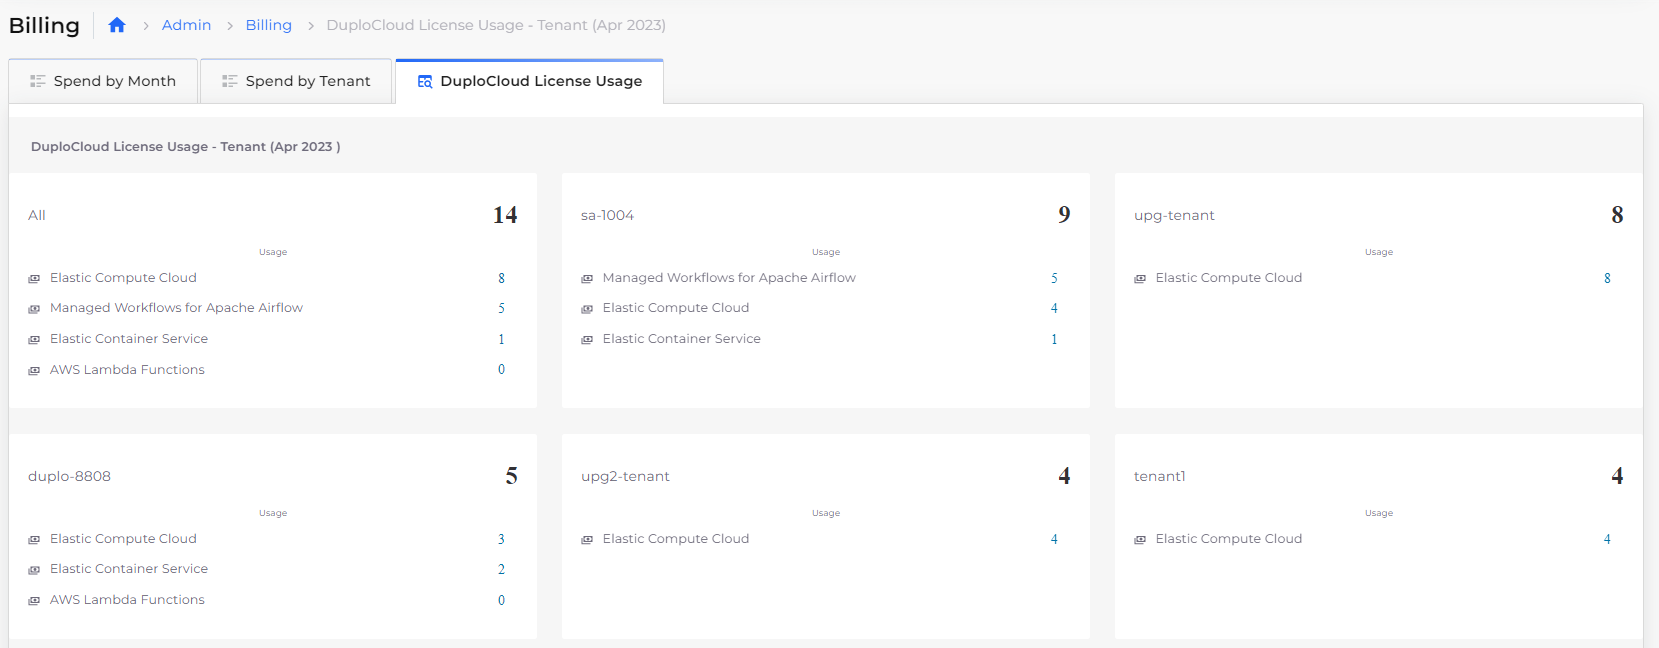 Billing
Admin
Billing
DuploCloud License Usage - Tenant (Apr 2023)
Spend by Month
Spend by Tenant
DuploCloud License Usage
DuploCloud License Usage - Tenant (Apr 2023 )
All 14
Usage
Elastic Compute Cloud 8
Managed Workflows for Apache Airflow 5
Elastic Container Service 1
AWS Lambda Functions 0
sa-1004 9
Usage
Managed Workflows for Apache Airflow 5
Elastic Compute Cloud 4
Elastic Container Service 1
upg-tenant 8
Usage
Elastic Compute Cloud 8
duplo-8808 5
Usage
Elastic Compute Cloud 3
Elastic Container Service 2
AWS Lambda Functions 0
upg2-tenant 4
Usage
Elastic Compute Cloud 4
tenant1 4
Usage
Elastic Compute Cloud 4